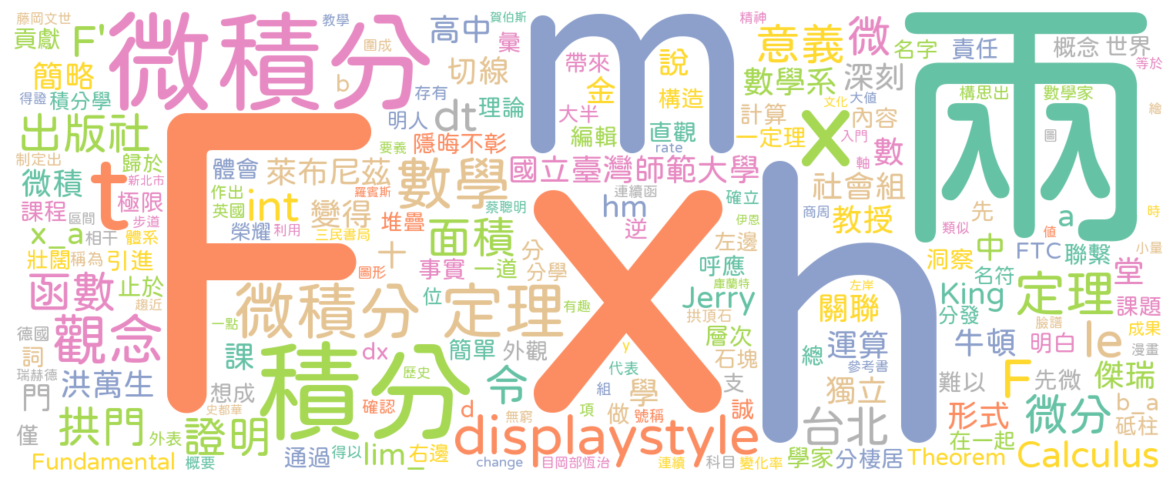 藤岡文世 教學 賀伯斯 精神
貢獻 F' 微積分 圍成 高中 彙 m 意義 微 名字 責任 兩 概念 世界
簡略 b 切線 帶來 說 數學系 深刻 等於
得證 積分學 存有 金 構造 構思出 數學家
出版社 明人 dt 理論 大半 編輯 直觀 計算 文化 大值 內容 繪
制定出 歸於 F 要義 隱晦不彰 rate 一定理 x 入門 圖
微積 新北市 t 體會 萊布尼茲 數學 國立臺灣師範大學 軸 數
課程 極限 作出 羅賓斯 連續函 確立 社會組
區間 步道 英國 int 變得 堆疊 蔡聰明 x hm 伊恩 商周 教授 先 a 時
x_a 相干 體系 榮耀 利用 三民書局 面積 分 逆 左邊 類似 值
壯闊 稱為 引進 十 事實 一道 分學 呼應 n 洞察 中 FTC 聯繫 小量
函數 止於 圖形 位 庫蘭特 左岸 關聯 名符 堂
趨近 微積分 定理 有趣 Jerry 拱頂石 King 定理 課題
德國 觀念 一點 層次 總 運算 分發 臉譜 成果
詞 課 dx 簡單 外觀 y 石塊 牛頓 明白 le 漫畫
瑞赫德 洪萬生 積分 歷史 令 代表 支 參考書 F 先微 傑瑞
門 想成 組 學 獨立 難以 b_a
僅 拱門 史都華 確認 d 無窮 項 做 號稱 誠 台北 形式 微分 砥柱
外表 證明 displaystyle 在一起
Fundamental 概要 通過 得以 lim_ 右邊 change 目岡部恆治 連續 科目 變化率 學家 分棲居 Theorem Calculus